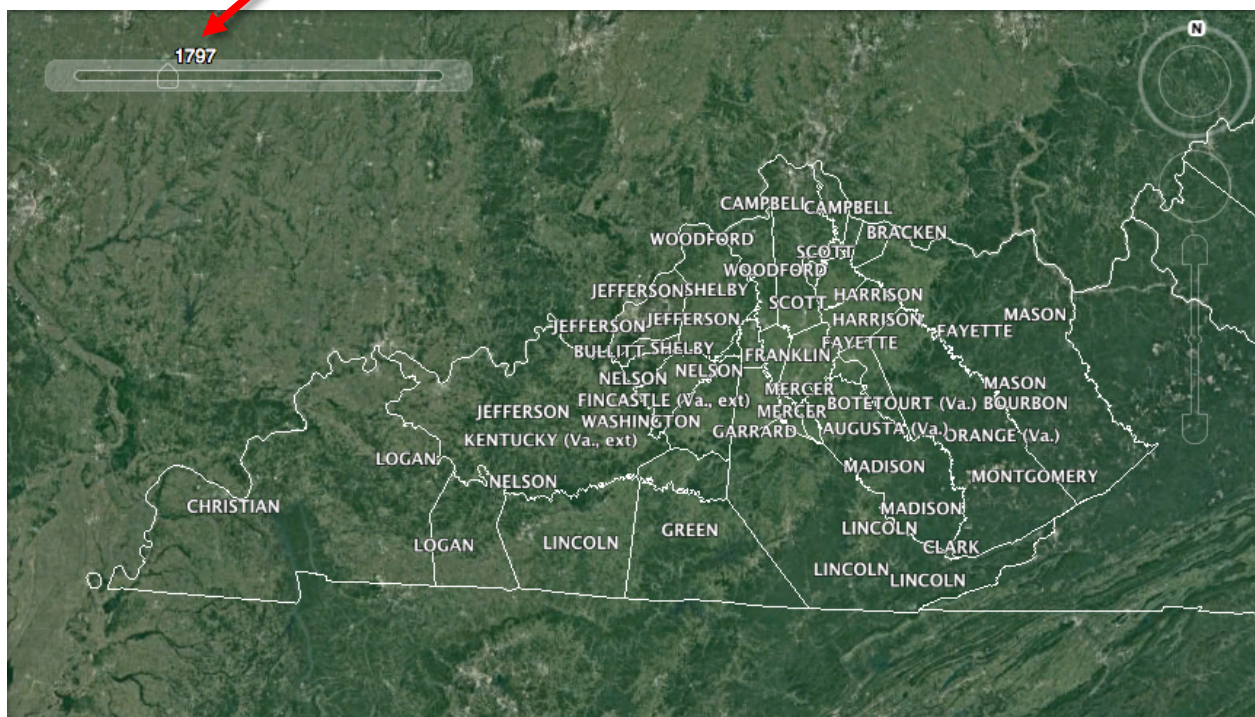 N
1797
CAMPBELL CAMPBELL
BRACKEN
WOODFORD
SCOTT
WOODFORD
JEFFERSON SHELBY
HARRISON
SCOTT
MASON
JEFFERSON JEFFERSON
HARRISON
FAYETTE
FAYETTE
BULLITT SHELBY
FRANKLIN
NELSON
NELSON
MASON
MERCER
FINCASTLE (Va., ext)
BOTETOURT (Va.) BOURBON
JEFFERSON
MERCER
WASHINGTON
GARRARD
AUGUSTA (Va.)
ORANGE (Va.)
KENTUCKY (Va., ext)
LOGAN
MADISON
NELSON
MONTGOMERY
CHRISTIAN
MADISON
LINCOLN
GREEN
LOGAN
LINCOLN
CLARK
LINCOLN
LINCOLN